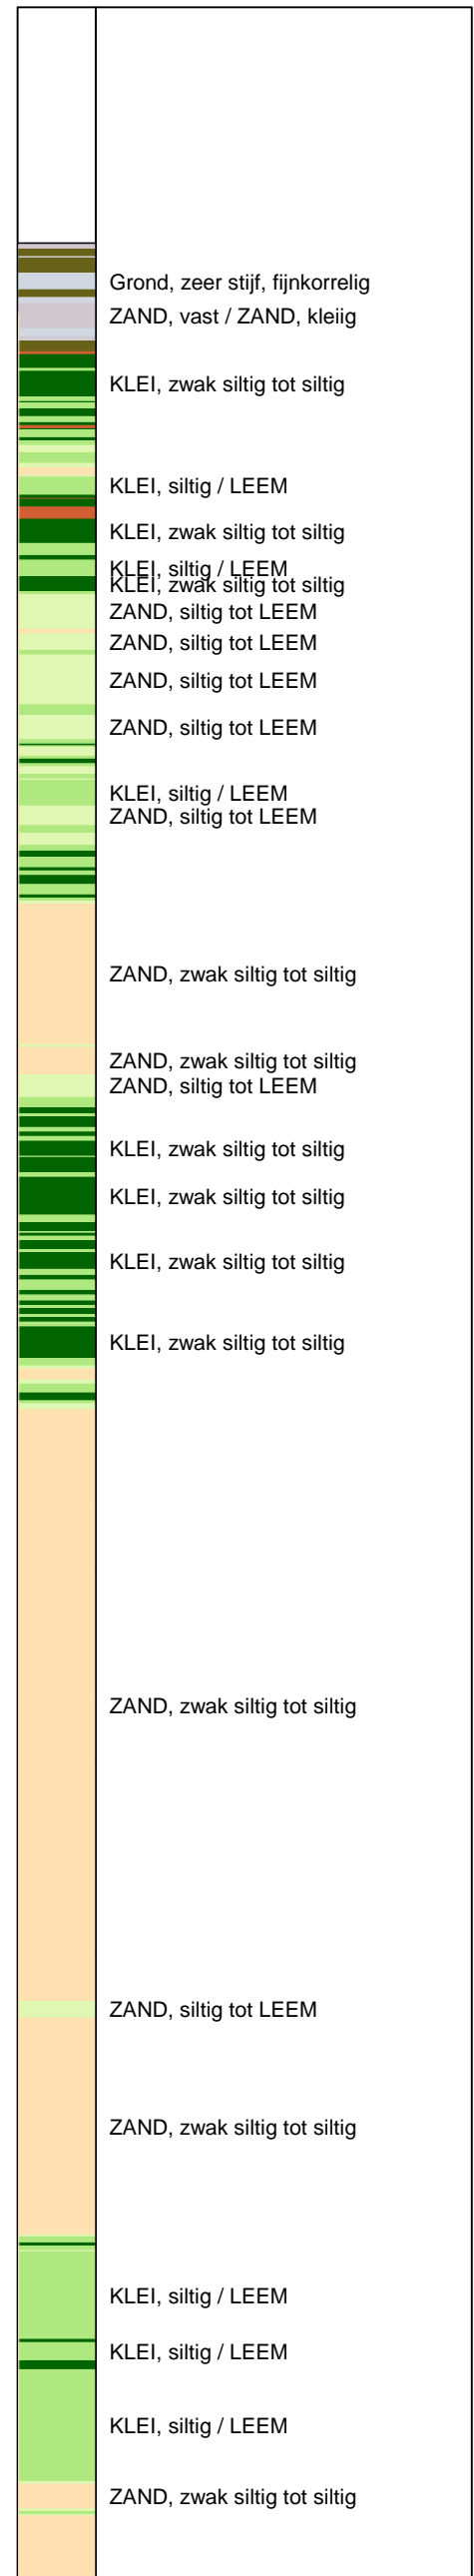 Grond, zeer stijf, fijnkorrelig
ZAND, vast / ZAND, kleiig
KLEI, zwak siltig tot siltig
KLEI, siltig / LEEM
KLEI, zwak siltig tot siltig
KLEI, siltig / LEEM
KLEI, zwak siltig tot siltig
ZAND, siltig tot LEEM
ZAND, siltig tot LEEM
ZAND, siltig tot LEEM
ZAND, siltig tot LEEM
KLEI, siltig / LEEM
ZAND, siltig tot LEEM
ZAND, zwak siltig tot siltig
ZAND, zwak siltig tot siltig
ZAND, siltig tot LEEM
KLEI, zwak siltig tot siltig
KLEI, zwak siltig tot siltig
KLEI, zwak siltig tot siltig
KLEI, zwak siltig tot siltig
ZAND, zwak siltig tot siltig
ZAND, siltig tot LEEM
ZAND, zwak siltig tot siltig
KLEI, siltig / LEEM
KLEI, siltig / LEEM
KLEI, siltig / LEEM
ZAND, zwak siltig tot siltig